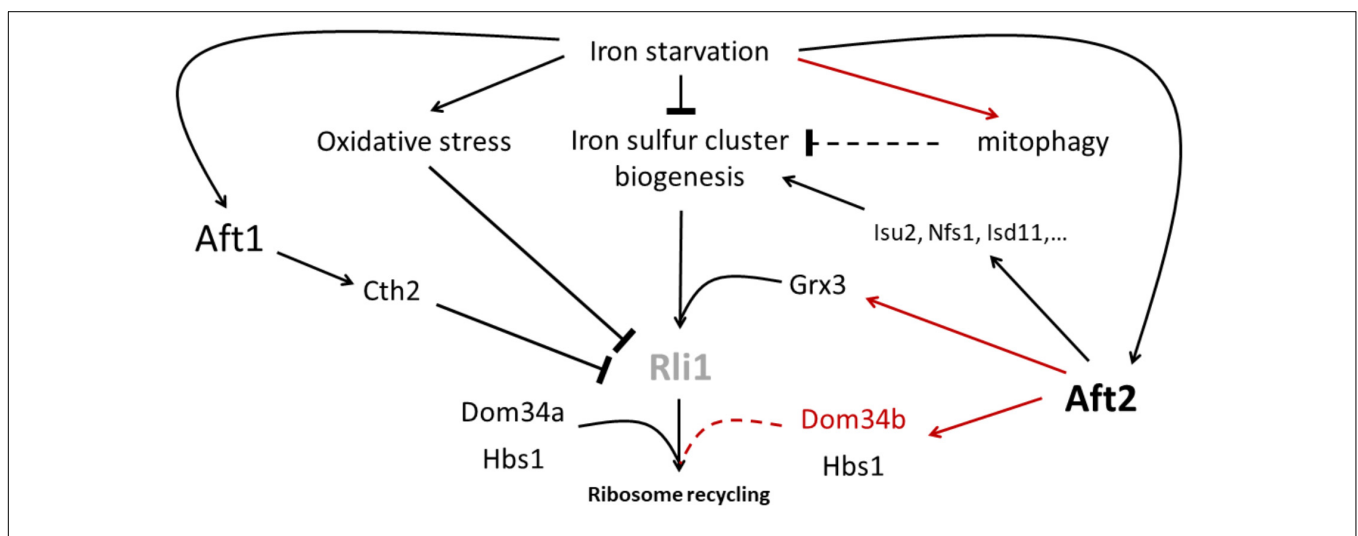 Iron starvation
Oxidative stress
Iron sulfur cluster
biogenesis
mitophagy
Isu2, Nfs1, Isd11,...
Aft1
Cth2
Grx3
Rli1
Aft2
Dom34a
Hbs1
Dom34b
Hbs1
Ribosome recycling